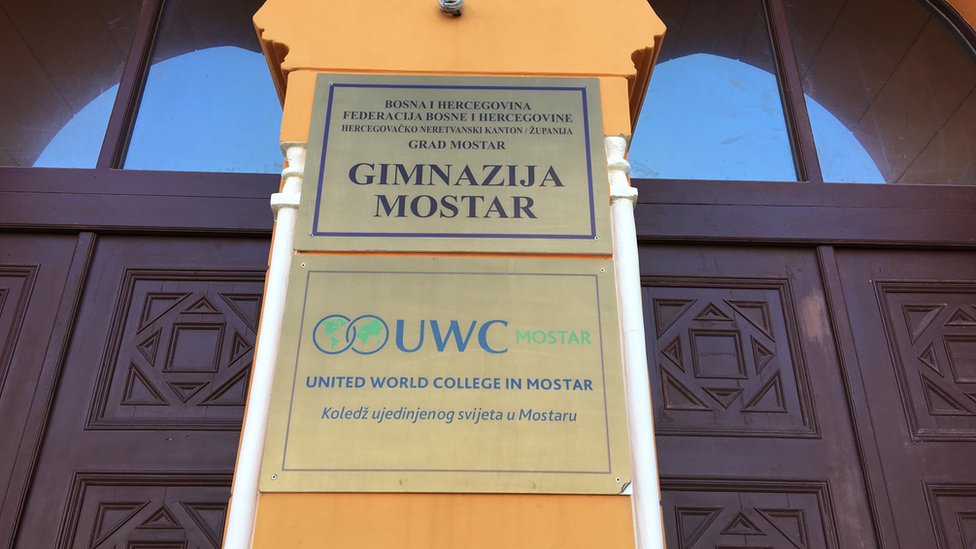 BOSNA I HERCEGOVINA
FEDERACIJA BOSNE I HERCEGOVINE
HERCEGOVAČKO NERETVANSKI KANTON / ŽUPANIJA
GRAD MOSTAR
GIMNAZIJA
MOSTAR
UWC MOSTAR
UNITED WORLD COLLEGE IN MOSTAR
Koledž ujedinjenog svijeta u Mostaru